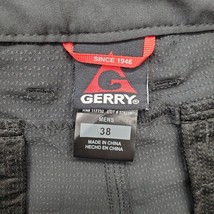 SINCE 1946
GERRY®
MENS
38
MADE IN CHINA
HECHO EN CHINA